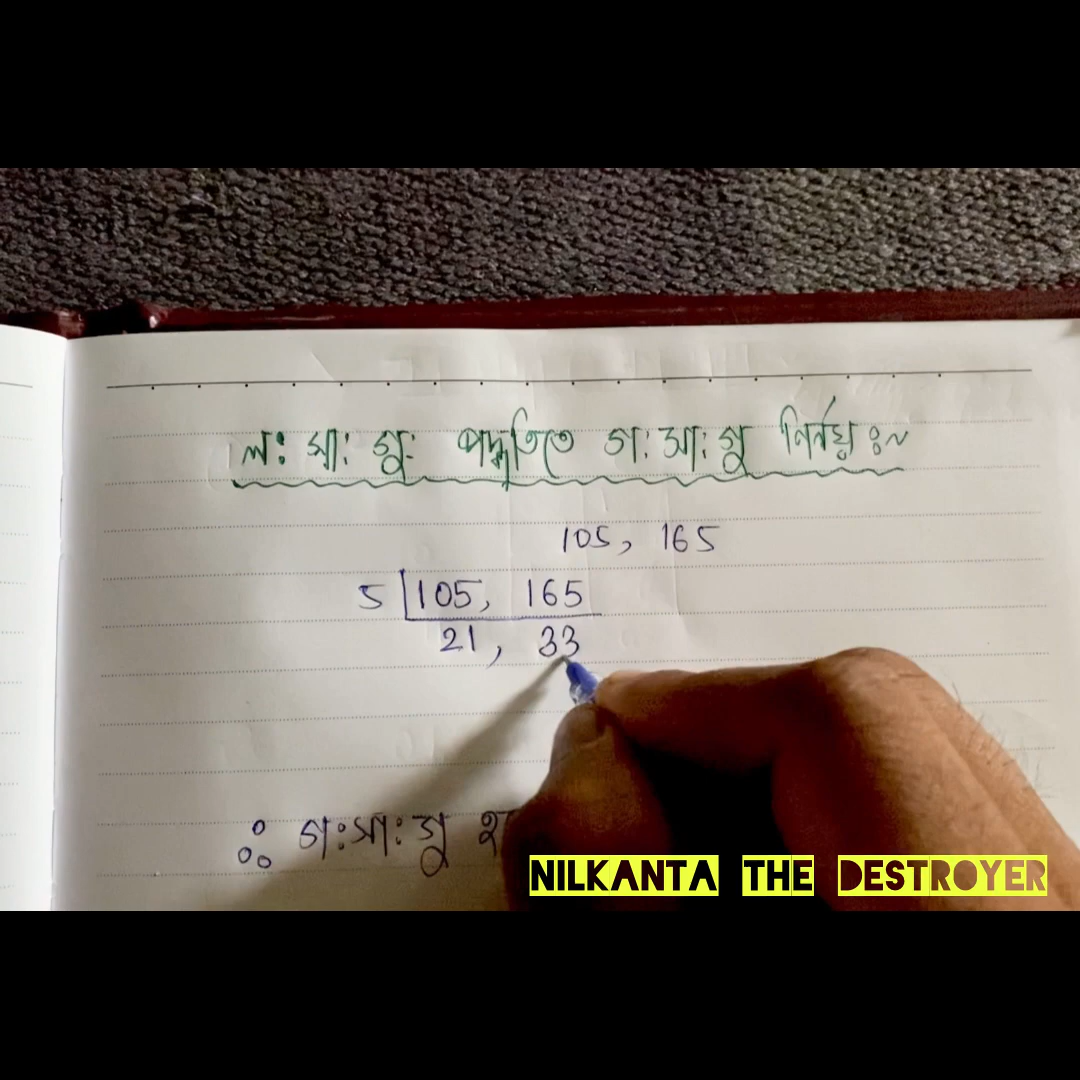 লঃ সাঃ গুঃ পদ্ধতিতে গঃ সাঃ গু নির্ণয় ঃ~
105, 165
5 105, 165
21, 33
∴ গঃসাঃগু
NILKANTA THE DESTROYER